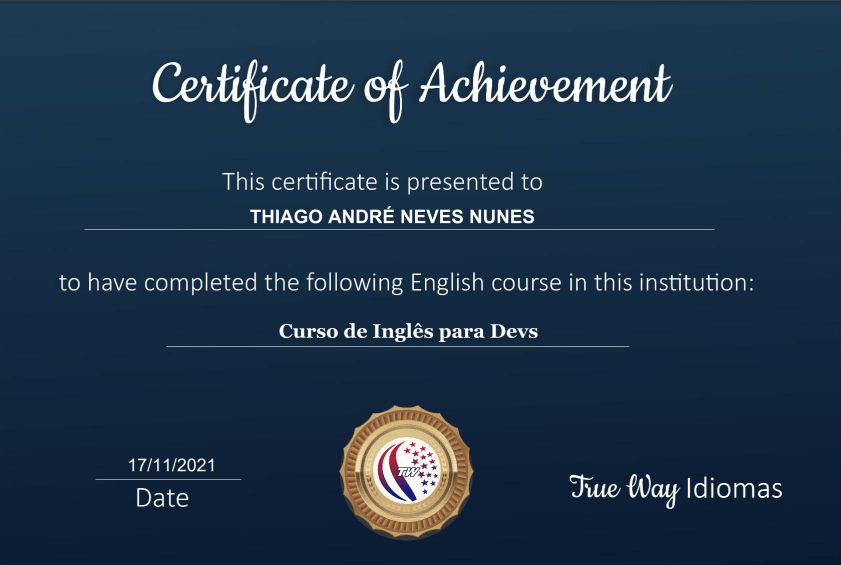 Certificate of Achievement
This certificate is presented to
THIAGO ANDRÉ NEVES NUNES
to have completed the following English course in this institution:
Curso de Inglês para Devs
17/11/2021
Date
TW
True Way Idiomas